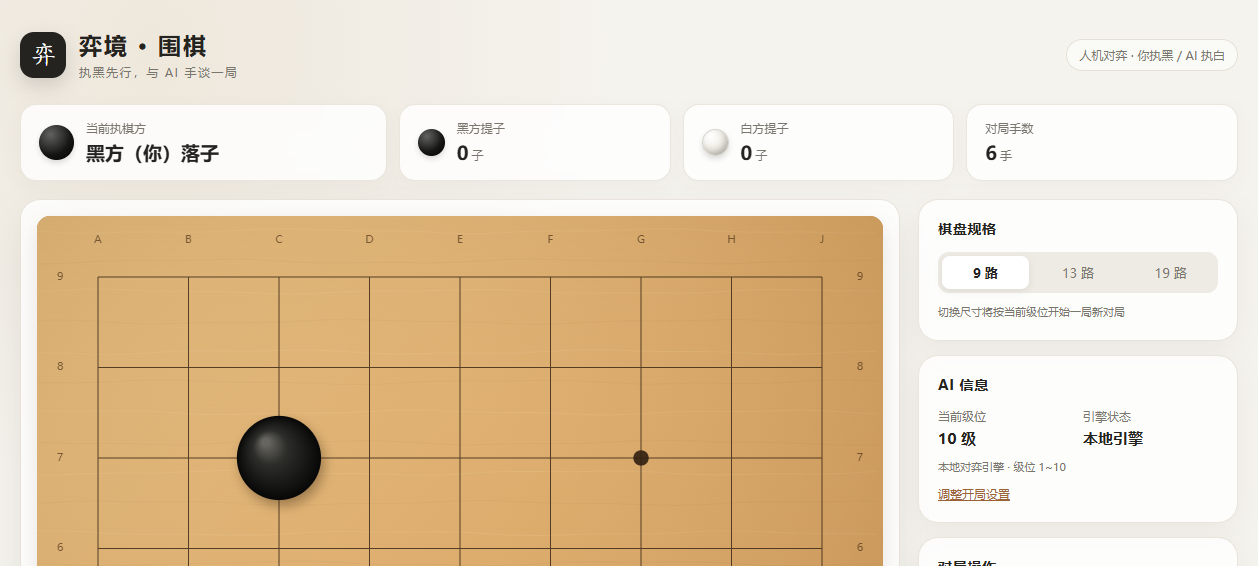 弈
弈境 · 围棋
执黑先行，与 AI 手谈一局
人机对弈 · 你执黑 / AI 执白
当前执棋方
黑方（你）落子
黑方提子
0 子
白方提子
0 子
对局手数
6 手
A B C D E F G H J
9 9
8 8
7 7
6 6
棋盘规格
9 路 13 路 19 路
切换尺寸将按当前级位开始一局新对局
AI 信息
当前级位 引擎状态
10 级 本地引擎
本地对弈引擎 · 级位 1~10
调整开局设置
对局操作